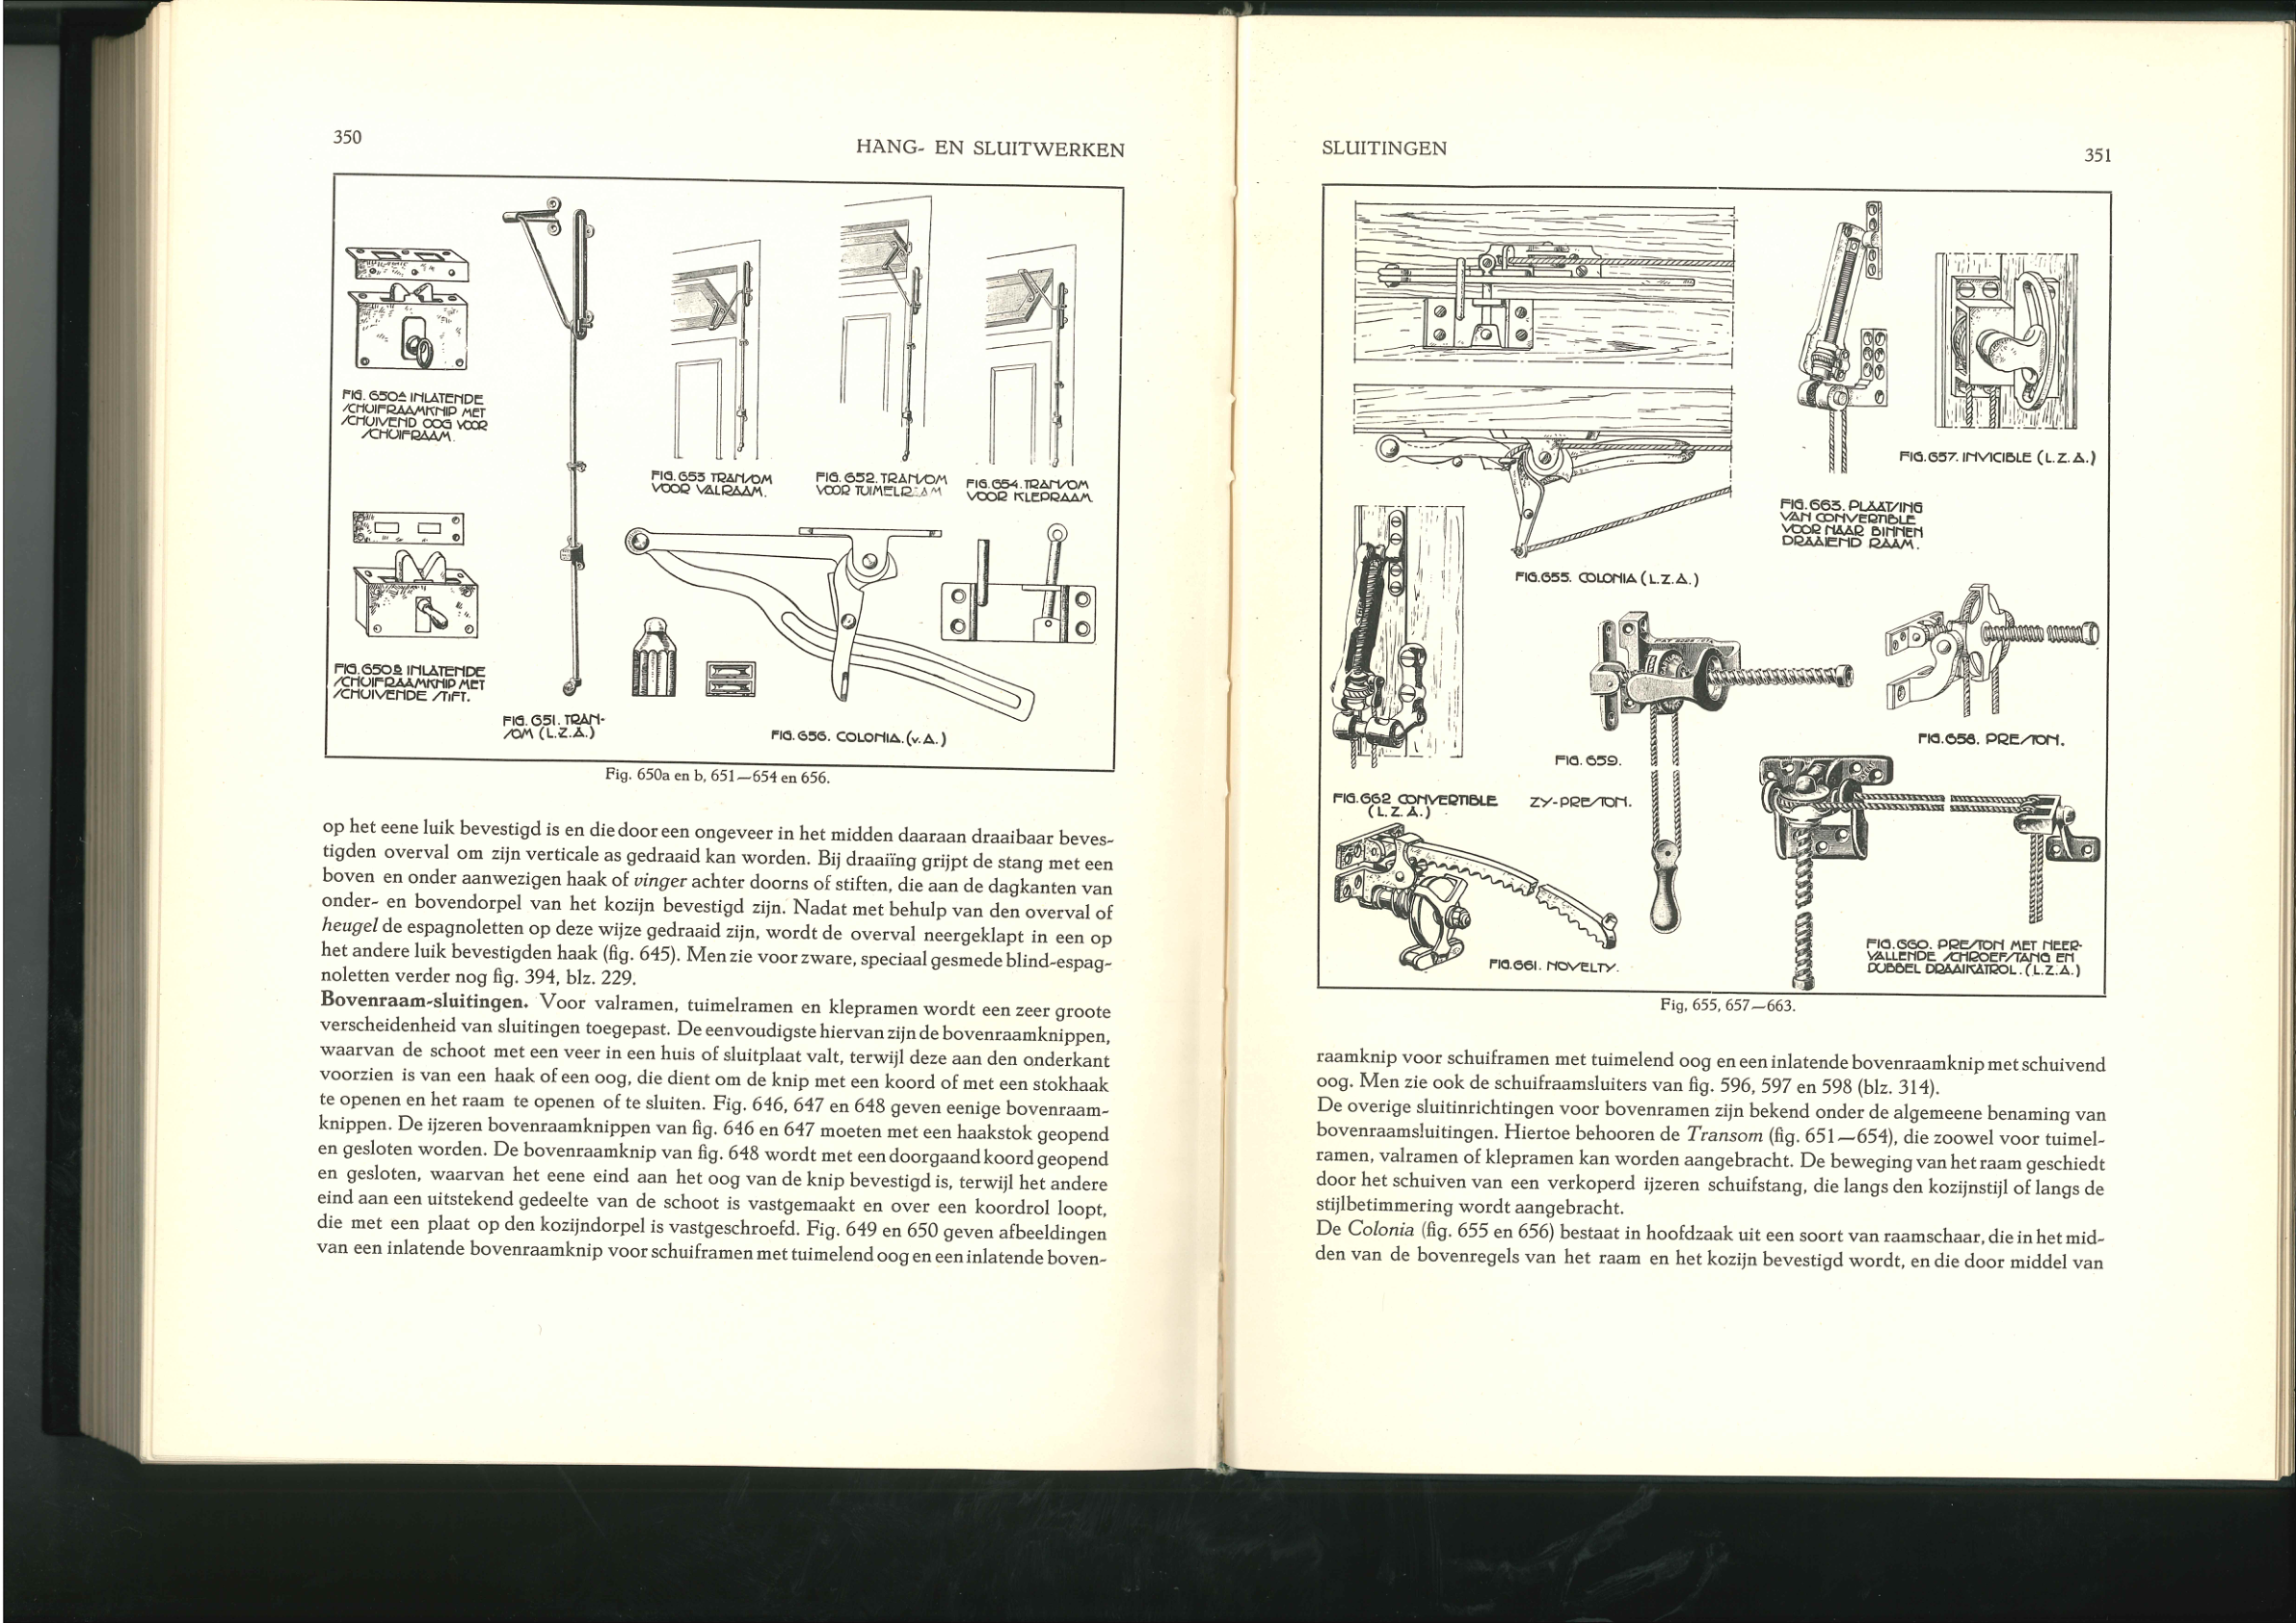 350
HANG- EN SLUITWERKEN
FIG. 650A INLATENDE
SCHUIFRAAMKNIP MET
SCHUIVEND OOG VOOR
SCHUIFRAAM.
FIG. 653 TRANSOM
VOOR VALRAAM.
FIG. 652. TRANSOM
VOOR TUIMELRAAM
FIG. 654. TRANSOM
VOOR KLEPRAAM.
FIG. 650B INLATENDE
SCHUIFRAAMKNIP MET
SCHUIVENDE STIFT.
FIG. 651. TRAN-
SOM (L.Z.A.)
FIG. 656. COLONIA. (v.A.)
Fig. 650a en b, 651—654 en 656.
op het eene luik bevestigd is en die door een ongeveer in het midden daaraan draaibaar beves-
tigden overval om zijn verticale as gedraaid kan worden. Bij draaiïng grijpt de stang met een
boven en onder aanwezigen haak of vinger achter doorns of stiften, die aan de dagkanten van
onder- en bovendorpel van het kozijn bevestigd zijn. Nadat met behulp van den overval of
heugel de espagnoletten op deze wijze gedraaid zijn, wordt de overval neergeklapt in een op
het andere luik bevestigden haak (fig. 645). Men zie voor zware, speciaal gesmede blind-espag-
noletten verder nog fig. 394, blz. 229.
Bovenraam-sluitingen. Voor valramen, tuimelramen en klepramen wordt een zeer groote
verscheidenheid van sluitingen toegepast. De eenvoudigste hiervan zijn de bovenraamknippen,
waarvan de schoot met een veer in een huis of sluitplaat valt, terwijl deze aan den onderkant
voorzien is van een haak of een oog, die dient om de knip met een koord of met een stokhaak
te openen en het raam te openen of te sluiten. Fig. 646, 647 en 648 geven eenige bovenraam-
knippen. De ijzeren bovenraamknippen van fig. 646 en 647 moeten met een haakstok geopend
en gesloten worden. De bovenraamknip van fig. 648 wordt met een doorgaand koord geopend
en gesloten, waarvan het eene eind aan het oog van de knip bevestigd is, terwijl het andere
eind aan een uitstekend gedeelte van de schoot is vastgemaakt en over een koordrol loopt,
die met een plaat op den kozijndorpel is vastgeschroefd. Fig. 649 en 650 geven afbeeldingen
van een inlatende bovenraamknip voor schuiframen met tuimelend oog en een inlatende boven-
SLUITINGEN
351
FIG. 657. INVICIBLE (L.Z.A.)
FIG. 663. PLAATSING
VAN CONVERTIBLE
VOOR NAAR BINNEN
DRAAIEND RAAM.
FIG. 655. COLONIA (L.Z.A.)
FIG. 658. PRESTON.
FIG. 659.
ZY-PRESTON.
FIG. 662 CONVERTIBLE
(L.Z.A.)
FIG. 661. NOVELTY.
FIG. 660. PRESTON MET NEER-
VALLENDE SCHROEFSTANG EN
DUBBEL DRAAIKATROL. (L.Z.A.)
Fig, 655, 657—663.
raamknip voor schuiframen met tuimelend oog en een inlatende bovenraamknip met schuivend
oog. Men zie ook de schuifraamsluiters van fig. 596, 597 en 598 (blz. 314).
De overige sluitinrichtingen voor bovenramen zijn bekend onder de algemeene benaming van
bovenraamsluitingen. Hiertoe behooren de Transom (fig. 651—654), die zoowel voor tuimel-
ramen, valramen of klepramen kan worden aangebracht. De beweging van het raam geschiedt
door het schuiven van een verkoperd ijzeren schuifstang, die langs den kozijnstijl of langs de
stijlbetimmering wordt aangebracht.
De Colonia (fig. 655 en 656) bestaat in hoofdzaak uit een soort van raamschaar, die in het mid-
den van de bovenregels van het raam en het kozijn bevestigd wordt, en die door middel van